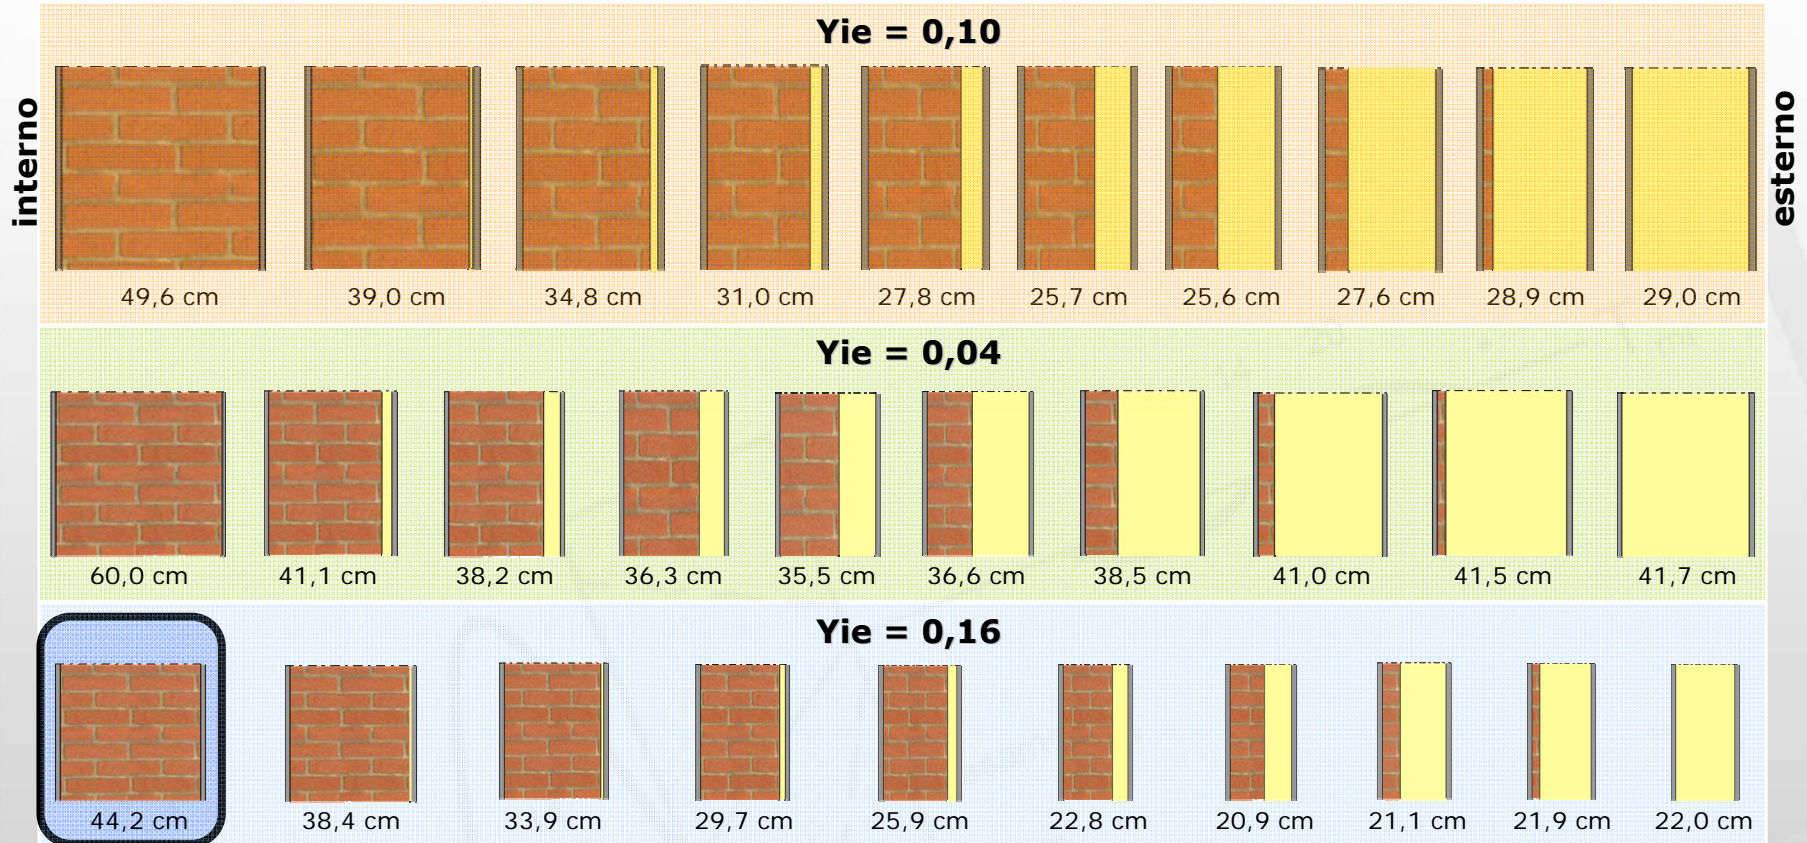 Yie = 0,10
interno
esterno
49,6 cm 39,0 cm 34,8 cm 31,0 cm 27,8 cm 25,7 cm 25,6 cm 27,6 cm 28,9 cm 29,0 cm
Yie = 0,04
60,0 cm 41,1 cm 38,2 cm 36,3 cm 35,5 cm 36,6 cm 38,5 cm 41,0 cm 41,5 cm 41,7 cm
Yie = 0,16
44,2 cm 38,4 cm 33,9 cm 29,7 cm 25,9 cm 22,8 cm 20,9 cm 21,1 cm 21,9 cm 22,0 cm